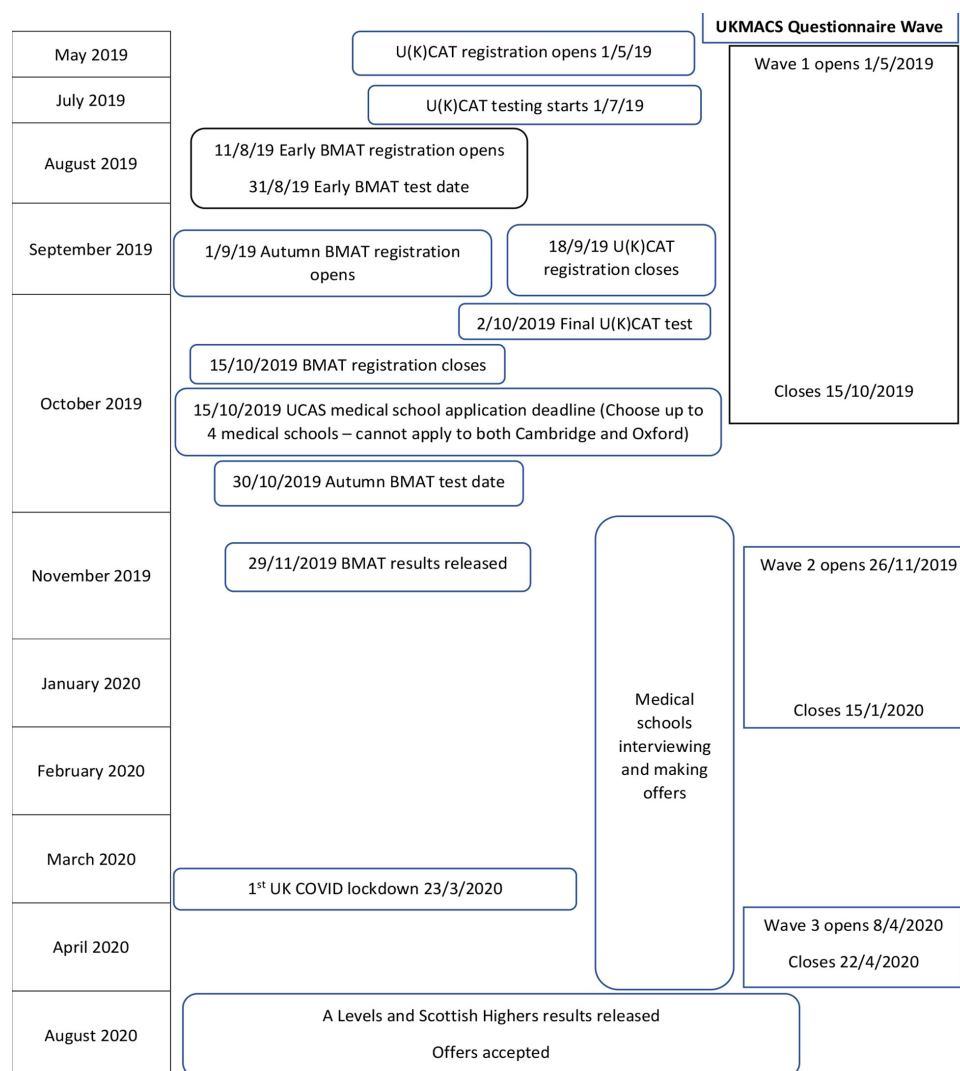 UKMACS Questionnaire Wave
May 2019
U(K)CAT registration opens 1/5/19
Wave 1 opens 1/5/2019
July 2019
U(K)CAT testing starts 1/7/19
August 2019
11/8/19 Early BMAT registration opens
31/8/19 Early BMAT test date
September 2019
1/9/19 Autumn BMAT registration
opens
18/9/19 U(K)CAT
registration closes
October 2019
2/10/2019 Final U(K)CAT test
15/10/2019 BMAT registration closes
Closes 15/10/2019
15/10/2019 UCAS medical school application deadline (Choose up to
4 medical schools – cannot apply to both Cambridge and Oxford)
30/10/2019 Autumn BMAT test date
November 2019
29/11/2019 BMAT results released
Wave 2 opens 26/11/2019
January 2020
Closes 15/1/2020
Medical
schools
interviewing
and making
offers
February 2020
March 2020
1st UK COVID lockdown 23/3/2020
April 2020
Wave 3 opens 8/4/2020
Closes 22/4/2020
August 2020
A Levels and Scottish Highers results released
Offers accepted